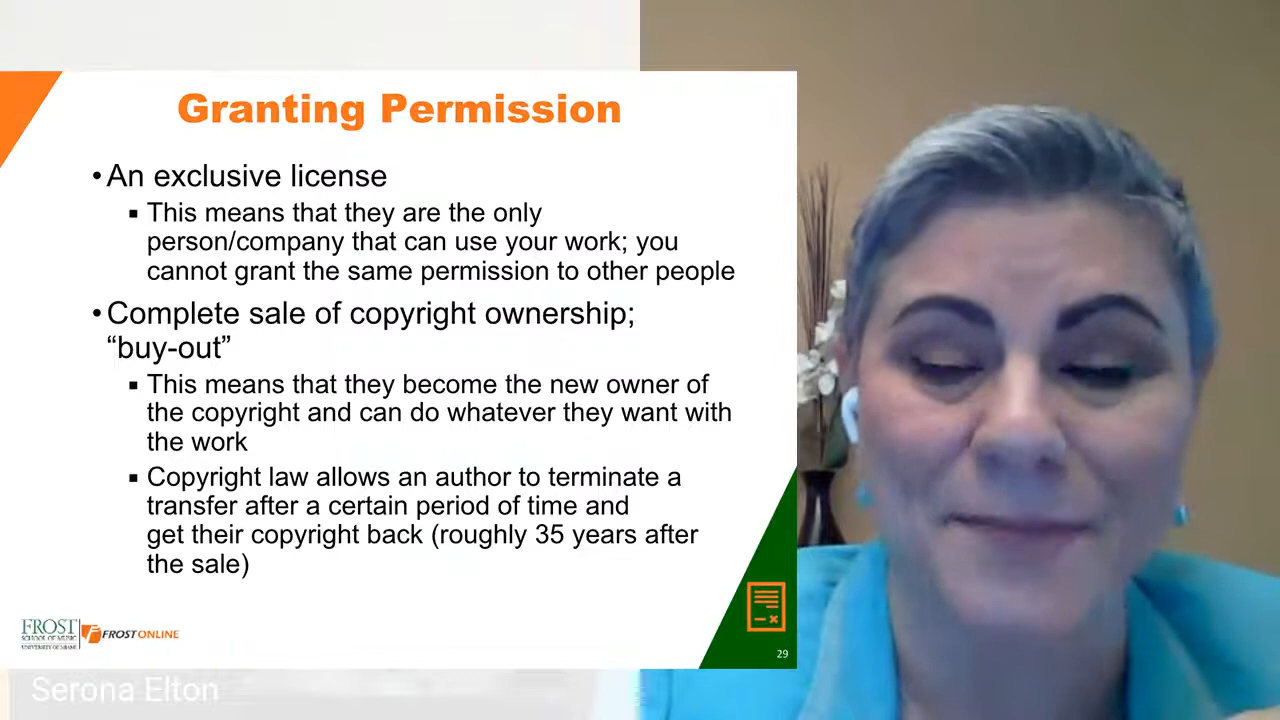 Granting Permission
•An exclusive license
▪ This means that they are the only
person/company that can use your work; you
cannot grant the same permission to other people
•Complete sale of copyright ownership;
“buy-out”
▪ This means that they become the new owner of
the copyright and can do whatever they want with
the work
▪ Copyright law allows an author to terminate a
transfer after a certain period of time and
get their copyright back (roughly 35 years after
the sale)
FROST
SCHOOL OF MUSIC
UNIVERSITY OF MIAMI
FROST ONLINE
29
Serona Elton